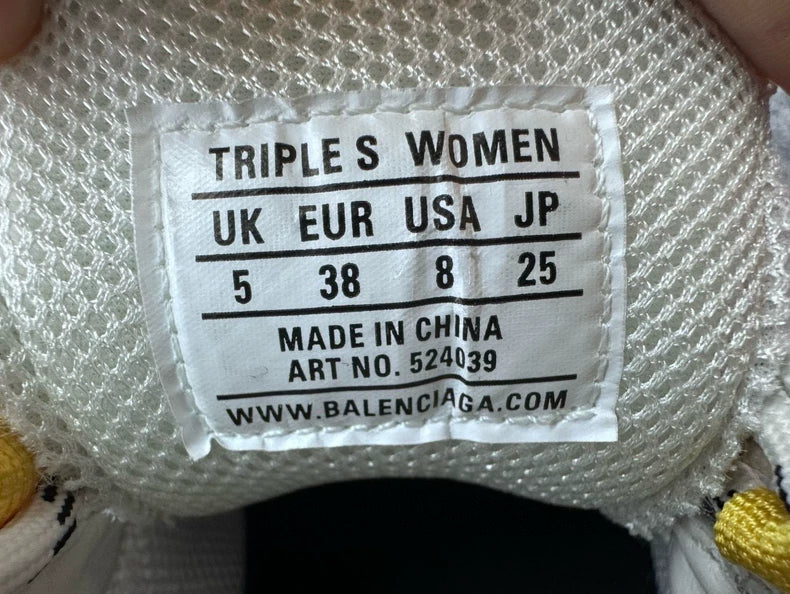 TRIPLE S WOMEN
UK EUR USA JP
5 38 8 25
MADE IN CHINA
ART NO. 524039
WWW.BALENCIAGA.COM